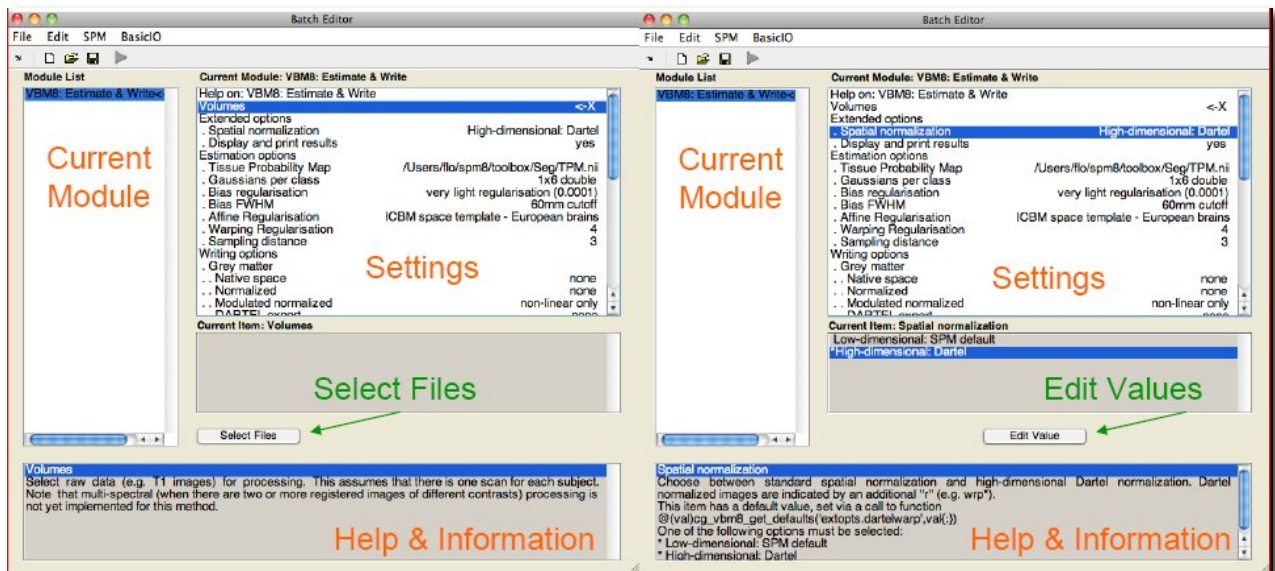 Batch Editor
File Edit SPM BasicIO
Module List
VBM8: Estimate & Write<-
Current Module
Current Module: VBM8: Estimate & Write
Help on: VBM8: Estimate & Write
Volumes <-X
Extended options
. Spatial normalization High-dimensional: Dartel
. Display and print results yes
Estimation options
. Tissue Probability Map /Users/flo/spm8/toolbox/Seg/TPM.nii
. Gaussians per class 1x6 double
. Bias regularisation very light regularisation (0.0001)
. Bias FWHM 60mm cutoff
. Affine Regularisation ICBM space template - European brains
. Warping Regularisation 4
. Sampling distance 3
Writing options
. Grey matter
. . Native space none
. . Normalized none
. . Modulated normalized non-linear only
. . DARTEL export none
Settings
Current Item: Volumes
Select Files
Select Files
Volumes
Select raw data (e.g. T1 images) for processing. This assumes that there is one scan for each subject.
Note that multi-spectral (when there are two or more registered images of different contrasts) processing is
not yet implemented for this method.
Help & Information
Batch Editor
File Edit SPM BasicIO
Module List
VBM8: Estimate & Write<
Current Module
Current Module: VBM8: Estimate & Write
Help on: VBM8: Estimate & Write
Volumes <-X
Extended options
. Spatial normalization High-dimensional: Dartel
. Display and print results yes
Estimation options
. Tissue Probability Map /Users/flo/spm8/toolbox/Seg/TPM.nii
. Gaussians per class 1x6 double
. Bias regularisation very light regularisation (0.0001)
. Bias FWHM 60mm cutoff
. Affine Regularisation ICBM space template - European brains
. Warping Regularisation 4
. Sampling distance 3
Writing options
. Grey matter
. . Native space none
. . Normalized none
. . Modulated normalized non-linear only
. . DARTEL export none
Settings
Current Item: Spatial normalization
Low-dimensional: SPM default
*High-dimensional: Dartel
Edit Values
Edit Value
Spatial normalization
Choose between standard spatial normalization and high-dimensional Dartel normalization. Dartel
normalized images are indicated by an additional "r" (e.g. wrp*).
This item has a default value, set via a call to function
@(val)cg_vbm8_get_defaults('extopts.dartelwarp',val{:})
One of the following options must be selected:
* Low-dimensional: SPM default
* High-dimensional: Dartel
Help & Information